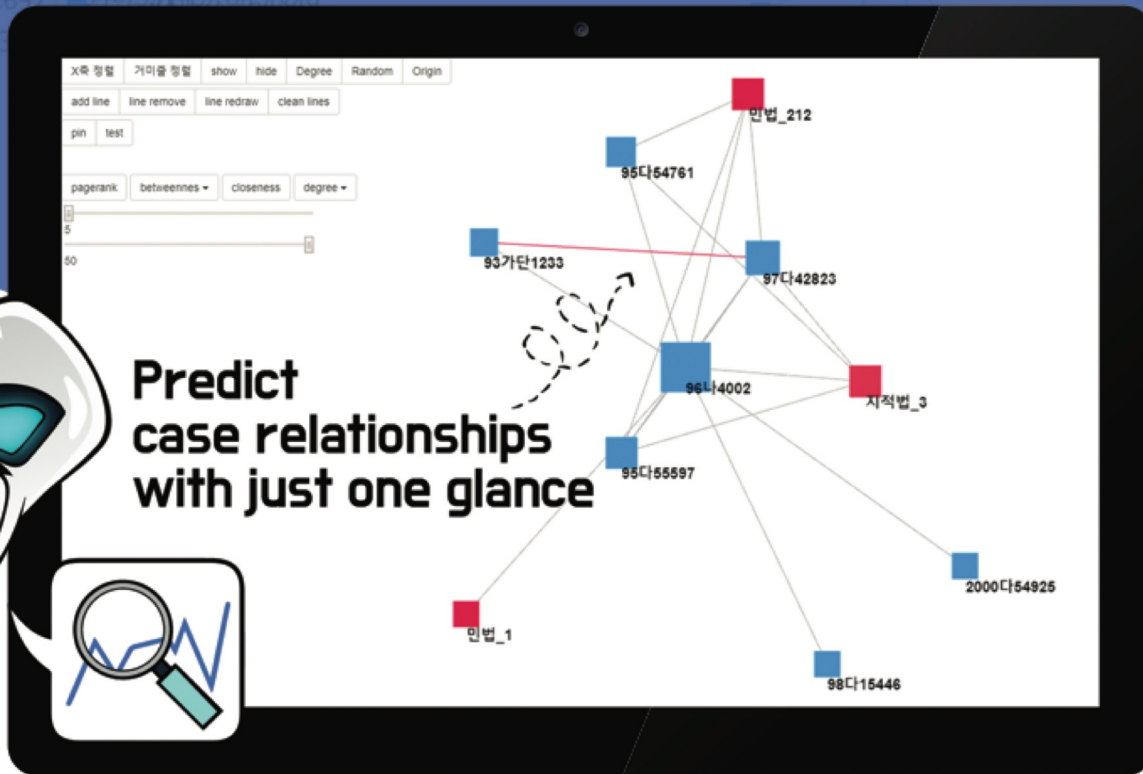 X축 정렬 거미줄 정렬 show hide Degree Random Origin
add line line remove line redraw clean lines
pin test
pagerank betweennes closeness degree
5
50
민법_212
95다54761
93가단1233
97다42823
96나4002
지적법_3
95다55597
Predict
case relationships
with just one glance
2000다54925
민법_1
98다15446